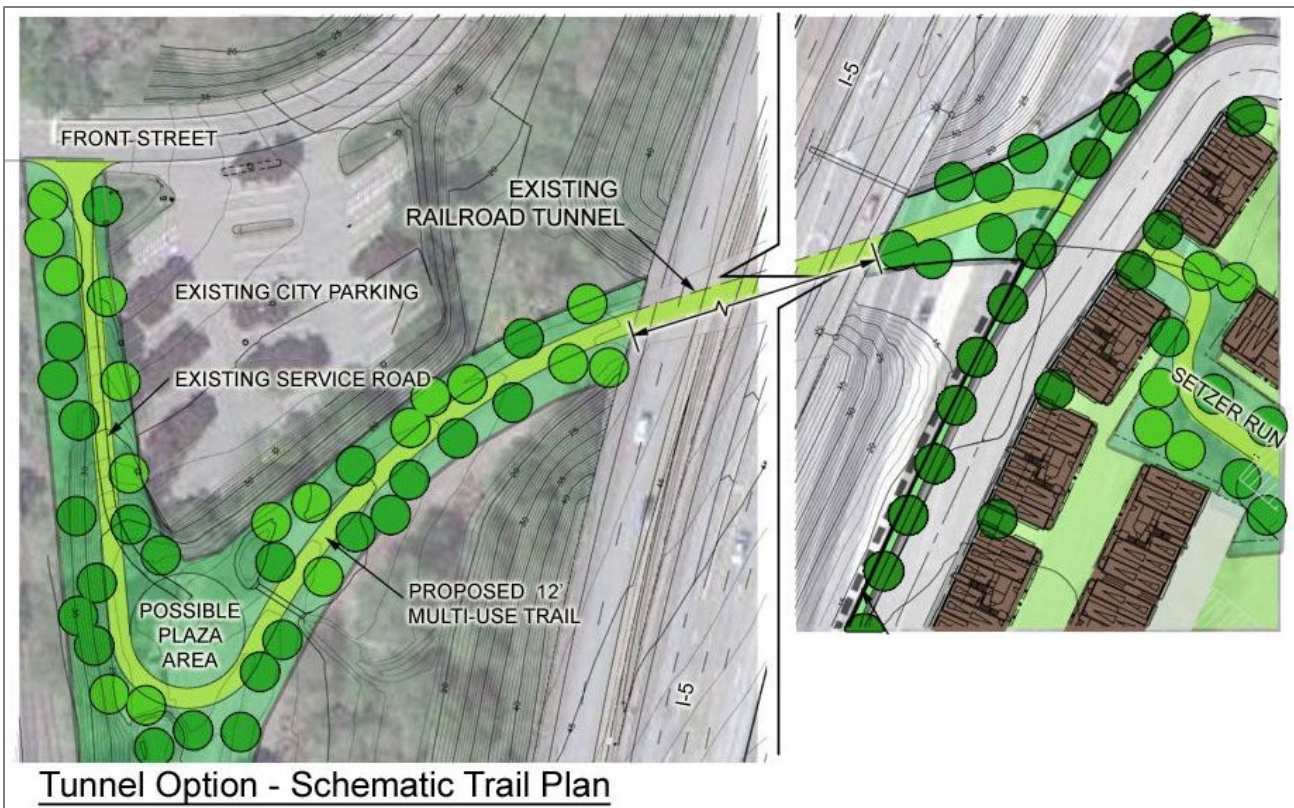 FRONT STREET
EXISTING
RAILROAD TUNNEL
EXISTING CITY PARKING
EXISTING SERVICE ROAD
POSSIBLE
PLAZA
AREA
PROPOSED 12'
MULTI-USE TRAIL
I-5
I-5
SETZER RUN
Tunnel Option - Schematic Trail Plan